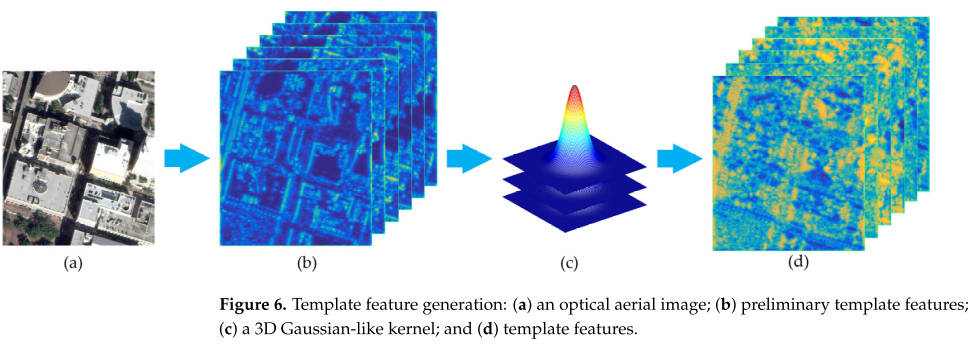 (a)
(b)
(c)
(d)
Figure 6. Template feature generation: (a) an optical aerial image; (b) preliminary template features;
(c) a 3D Gaussian-like kernel; and (d) template features.